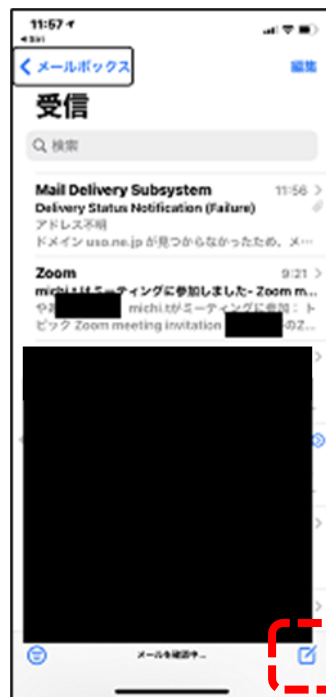 11:57
◀ Siri
メールボックス
編集
受信
検索
Mail Delivery Subsystem 11:56
Delivery Status Notification (Failure)
アドレス不明
ドメイン uso.ne.jp が見つからなかったため、メ…
Zoom 9:21
michi.tはミーティングに参加しました- Zoom m...
michi.tがミーティングに参加： ト
ピック Zoom meeting invitation のZ...
メールを確認中...